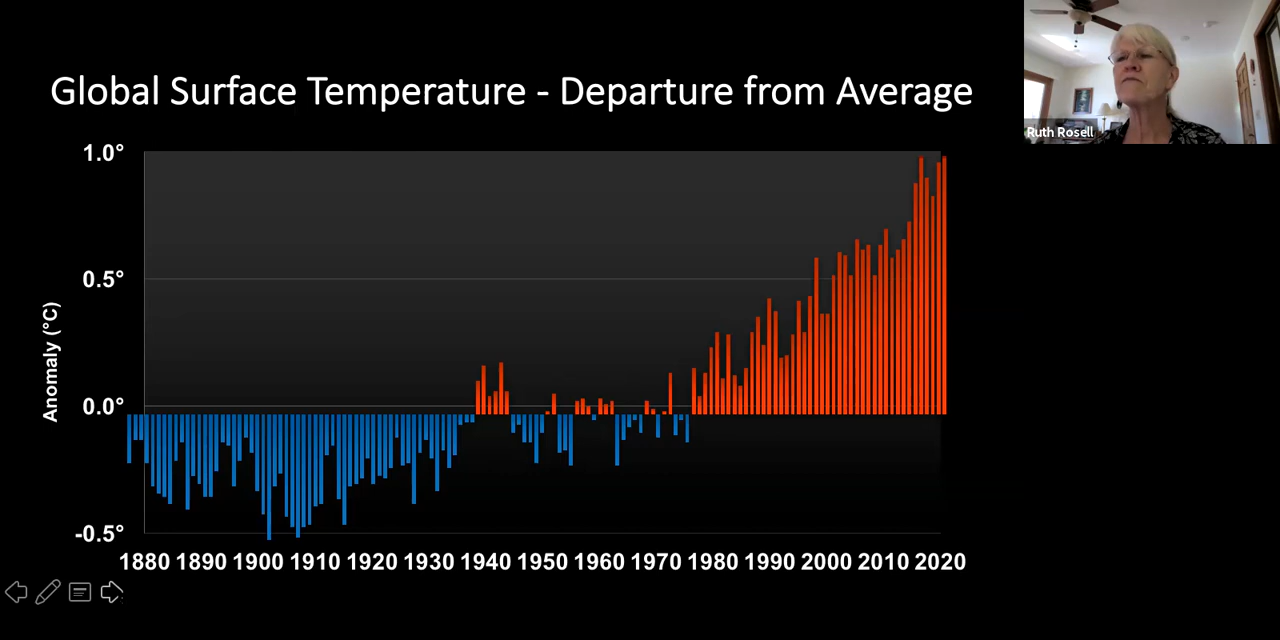 Global Surface Temperature - Departure from Average
Ruth Rosell
1.0°
0.5°
0.0°
-0.5°
Anomaly (°C)
1880 1890 1900 1910 1920 1930 1940 1950 1960 1970 1980 1990 2000 2010 2020